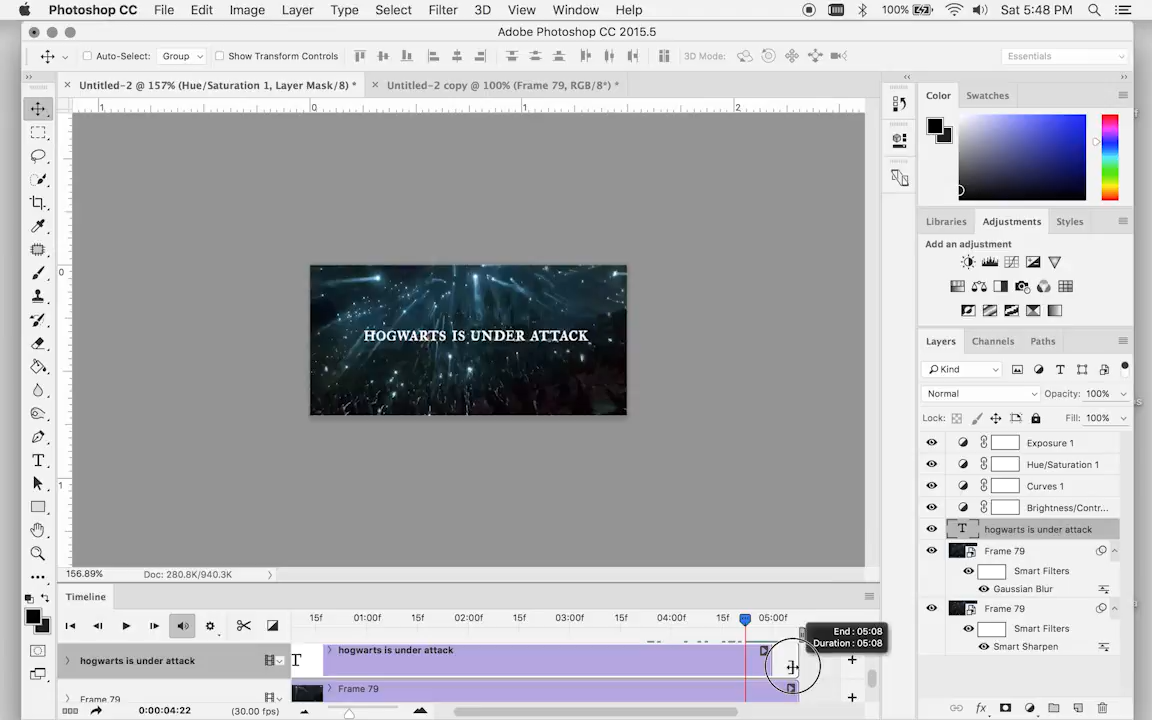 Photoshop CC File Edit Image Layer Type Select Filter 3D View Window Help 100% Sat 5:48 PM
Adobe Photoshop CC 2015.5
Auto-Select: Group Show Transform Controls 3D Mode: Essentials
Untitled-2 @ 157% (Hue/Saturation 1, Layer Mask/8) * Untitled-2 copy @ 100% (Frame 79, RGB/8*) *
1 0 1 2
0
1
Color Swatches
Libraries Adjustments Styles
Add an adjustment
HOGWARTS IS UNDER ATTACK
Layers Channels Paths
Kind
Normal Opacity: 100%
Lock: Fill: 100%
Exposure 1
Hue/Saturation 1
Curves 1
Brightness/Contr...
T hogwarts is under attack
Frame 79
Smart Filters
Gaussian Blur
Frame 79
Smart Filters
Smart Sharpen
156.89% Doc: 280.8K/940.3K
Timeline
15f 01:00f 15f 02:00f 15f 03:00f 15f 04:00f 15f 05:00f
End : 05:08
Duration : 05:08
hogwarts is under attack T hogwarts is under attack
Frame 79 Frame 79
0:00:04:22 (30.00 fps)